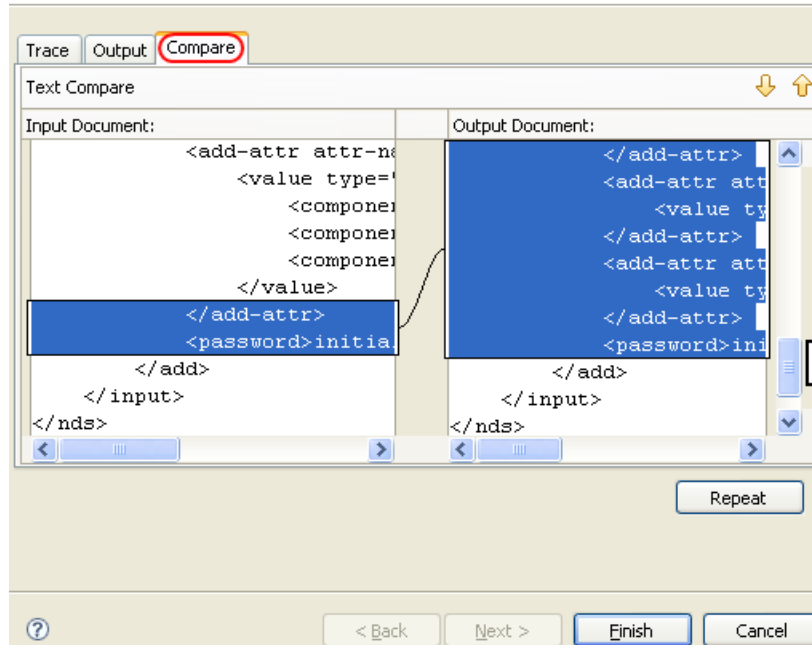 Trace Output Compare
Text Compare
Input Document: Output Document:
<add-attr attr-na
<value type="
<componen
<componen
<componen
</value>
</add-attr>
<password>initia
</add>
</input>
</nds>
</add-attr>
<add-attr att
<value ty
</add-attr>
<add-attr att
<value ty
</add-attr>
<password>ini
</add>
</input>
</nds>
Repeat
< Back Next > Finish Cancel